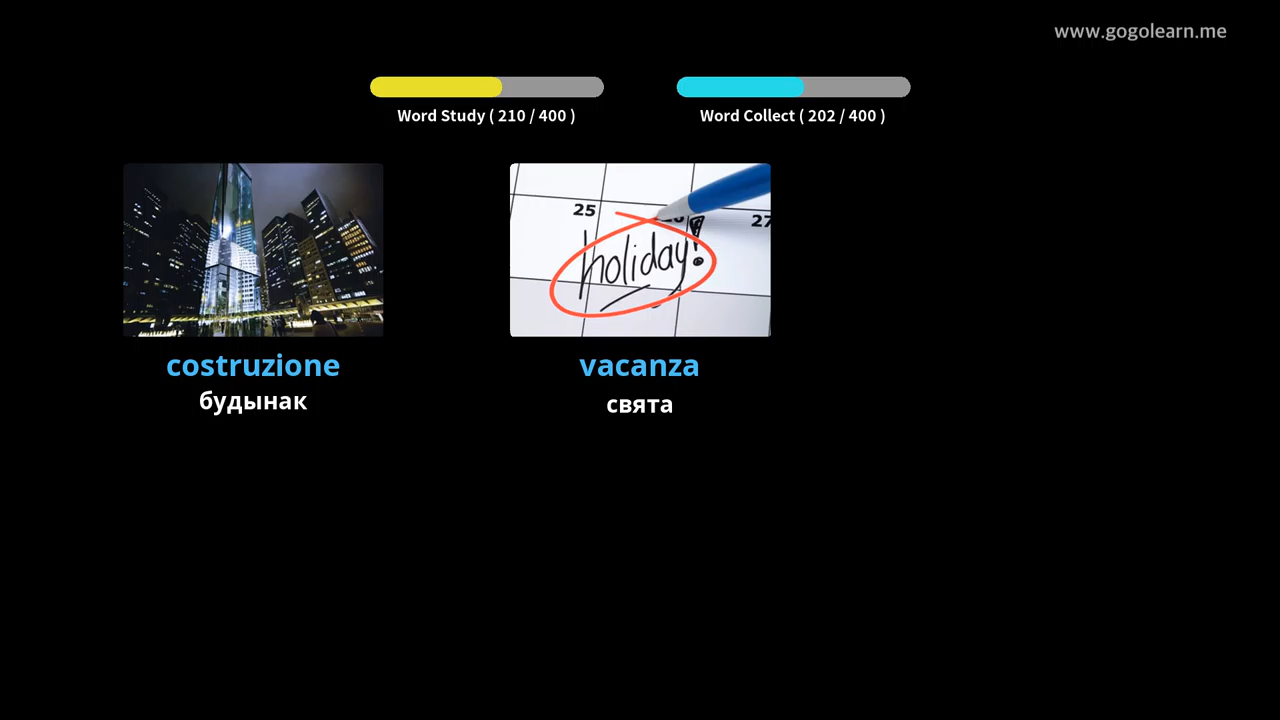 www.gogolearn.me
Word Study ( 210 / 400 )
Word Collect ( 202 / 400 )
25
27
holiday!
costruzione
vacanza
будынак
свята